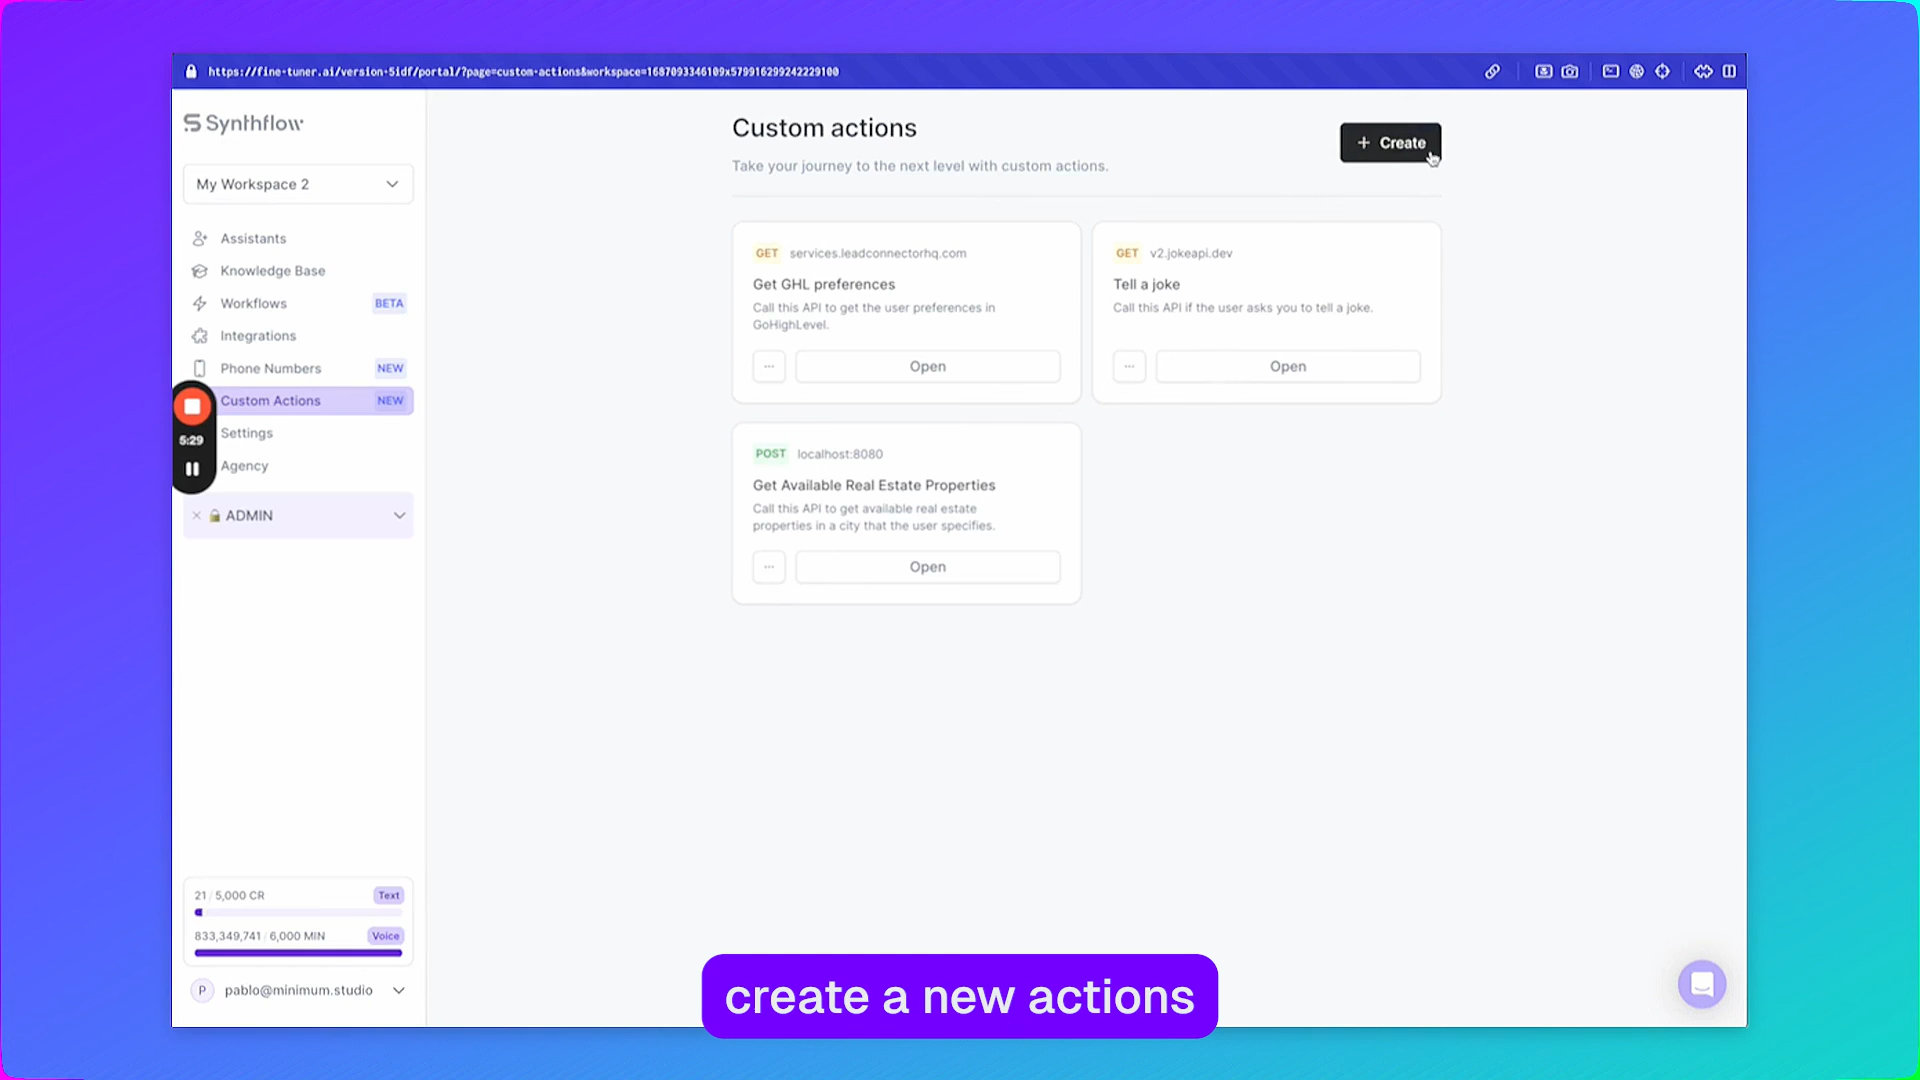 https://fine-tuner.ai/version-5idf/portal/?page=custom-actions&workspace=1687093346109x579916299242229100
Synthflow
My Workspace 2
Assistants
Knowledge Base
Workflows BETA
Integrations
Phone Numbers NEW
Custom Actions NEW
5:29
Settings
Agency
ADMIN
21 / 5,000 CR Text
833,349,741 / 6,000 MIN Voice
P pablo@minimum.studio
Custom actions
Take your journey to the next level with custom actions.
+ Create
GET services.leadconnectorhq.com
Get GHL preferences
Call this API to get the user preferences in
GoHighLevel.
... Open
GET v2.jokeapi.dev
Tell a joke
Call this API if the user asks you to tell a joke.
... Open
POST localhost:8080
Get Available Real Estate Properties
Call this API to get available real estate
properties in a city that the user specifies.
... Open
create a new actions